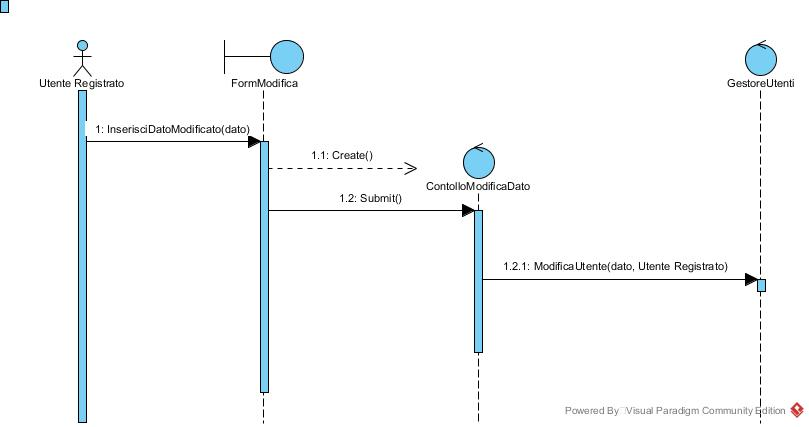 Utente Registrato
FormModifica
GestoreUtenti
1: InserisciDatoModificato(dato)
1.1: Create()
ContolloModificaDato
1.2: Submit()
1.2.1: ModificaUtente(dato, Utente Registrato)
Powered By Visual Paradigm Community Edition